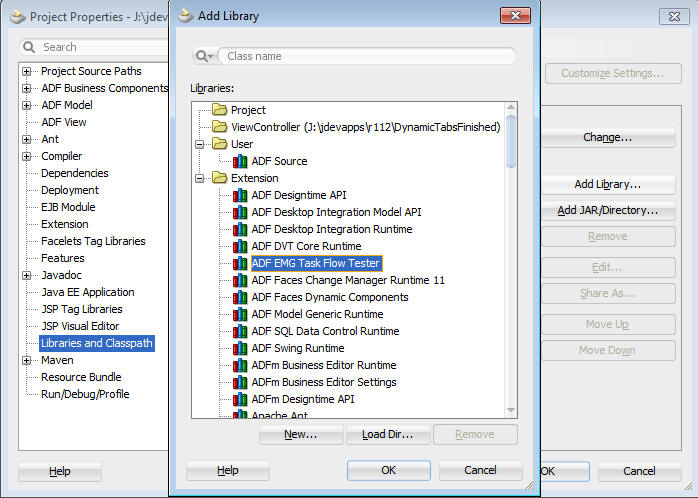 Project Properties - J:\jdev
Search
Project Source Paths
ADF Business Components
ADF Model
ADF View
Ant
Compiler
Dependencies
Deployment
EJB Module
Extension
Facelets Tag Libraries
Features
Javadoc
Java EE Application
JSP Tag Libraries
JSP Visual Editor
Libraries and Classpath
Maven
Resource Bundle
Run/Debug/Profile
Help
Add Library
Class name
Libraries:
Project
ViewController (J:\jdevapps\r112\DynamicTabsFinished)
User
ADF Source
Extension
ADF Designtime API
ADF Desktop Integration Model API
ADF Desktop Integration Runtime
ADF DVT Core Runtime
ADF EMG Task Flow Tester
ADF Faces Change Manager Runtime 11
ADF Faces Dynamic Components
ADF Model Generic Runtime
ADF SQL Data Control Runtime
ADF Swing Runtime
ADFm Business Editor Runtime
ADFm Business Editor Settings
ADFm Designtime API
Apache Ant
New...
Load Dir...
Remove
Help
OK
Cancel
Customize Settings...
Change...
Add Library...
Add JAR/Directory...
Remove
Edit...
Share As...
Move Up
Move Down
OK
Cancel